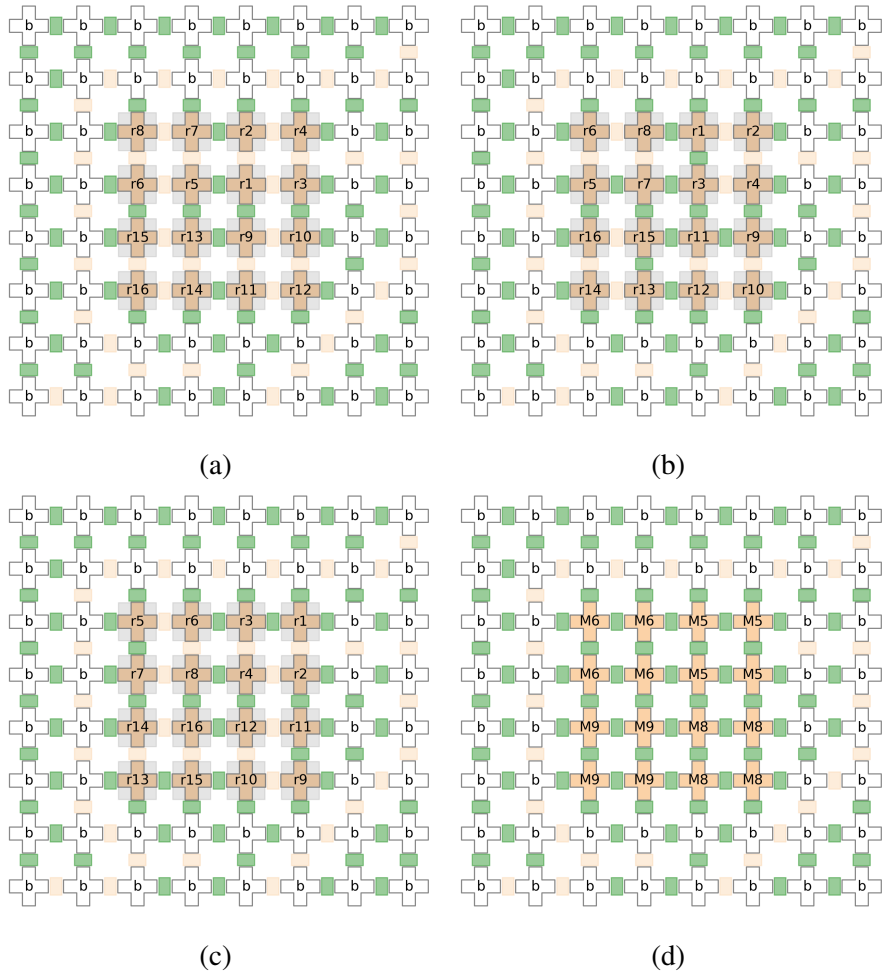 b b b b b b b b
b b b b b b b b
b b r8 r7 r2 r4 b b
b b r6 r5 r1 r3 b b
b b r15 r13 r9 r10 b b
b b r16 r14 r11 r12 b b
b b b b b b b b
b b b b b b b b
(a)
b b b b b b b b
b b b b b b b b
b b r6 r8 r1 r2 b b
b b r5 r7 r3 r4 b b
b b r16 r15 r11 r9 b b
b b r14 r13 r12 r10 b b
b b b b b b b b
b b b b b b b b
(b)
b b b b b b b b
b b b b b b b b
b b r5 r6 r3 r1 b b
b b r7 r8 r4 r2 b b
b b r14 r16 r12 r11 b b
b b r13 r15 r10 r9 b b
b b b b b b b b
b b b b b b b b
(c)
b b b b b b b b
b b b b b b b b
b b M6 M6 M5 M5 b b
b b M6 M6 M5 M5 b b
b b M9 M9 M8 M8 b b
b b M9 M9 M8 M8 b b
b b b b b b b b
b b b b b b b b
(d)